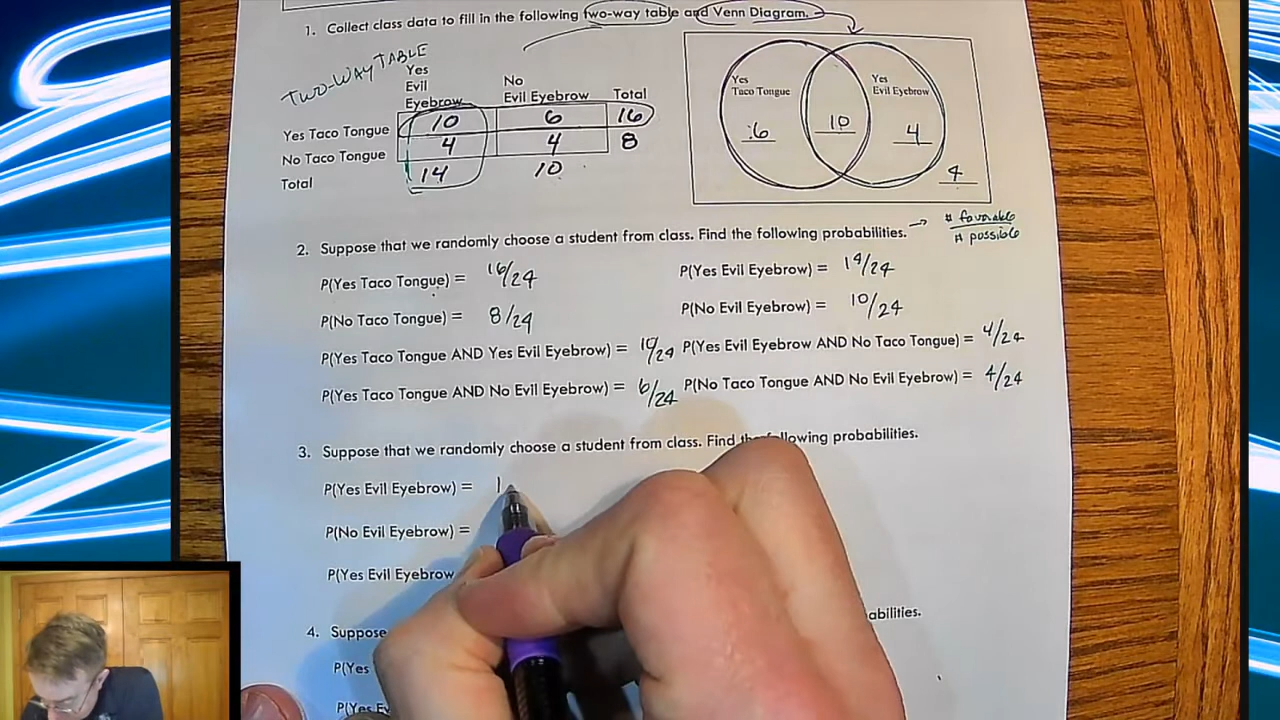 1. Collect class data to fill in the following two-way table and Venn Diagram.
TWO-WAY TABLE
Yes
Evil
Eyebrow
No
Evil Eyebrow
Total
Yes Taco Tongue 10 6 16
No Taco Tongue 4 4 8
Total 14 10
Yes
Taco Tongue
Yes
Evil Eyebrow
6 10 4
4
2. Suppose that we randomly choose a student from class. Find the following probabilities.
# favorable
# possible
P(Yes Taco Tongue) = 16/24
P(Yes Evil Eyebrow) = 14/24
P(No Taco Tongue) = 8/24
P(No Evil Eyebrow) = 10/24
P(Yes Taco Tongue AND Yes Evil Eyebrow) = 10/24
P(Yes Evil Eyebrow AND No Taco Tongue) = 4/24
P(Yes Taco Tongue AND No Evil Eyebrow) = 6/24
P(No Taco Tongue AND No Evil Eyebrow) = 4/24
3. Suppose that we randomly choose a student from class. Find the following probabilities.
P(Yes Evil Eyebrow) = 1
P(No Evil Eyebrow) =
P(Yes Evil Eyebrow
4. Suppose
P(Yes
P(Yes